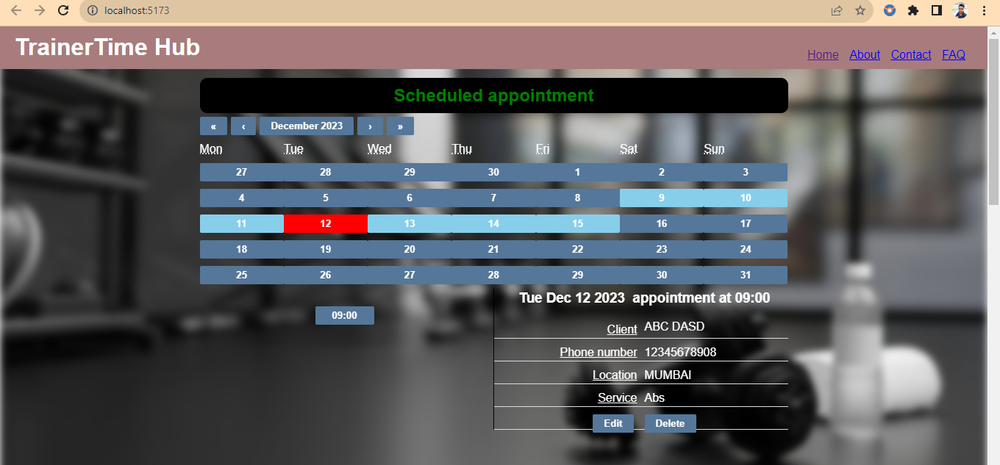 localhost:5173
TrainerTime Hub
Home About Contact FAQ
Scheduled appointment
« ‹ December 2023 › »
Mon Tue Wed Thu Fri Sat Sun
27 28 29 30 1 2 3
4 5 6 7 8 9 10
11 12 13 14 15 16 17
18 19 20 21 22 23 24
25 26 27 28 29 30 31
09:00
Tue Dec 12 2023 appointment at 09:00
Client ABC DASD
Phone number 12345678908
Location MUMBAI
Service Abs
Edit Delete